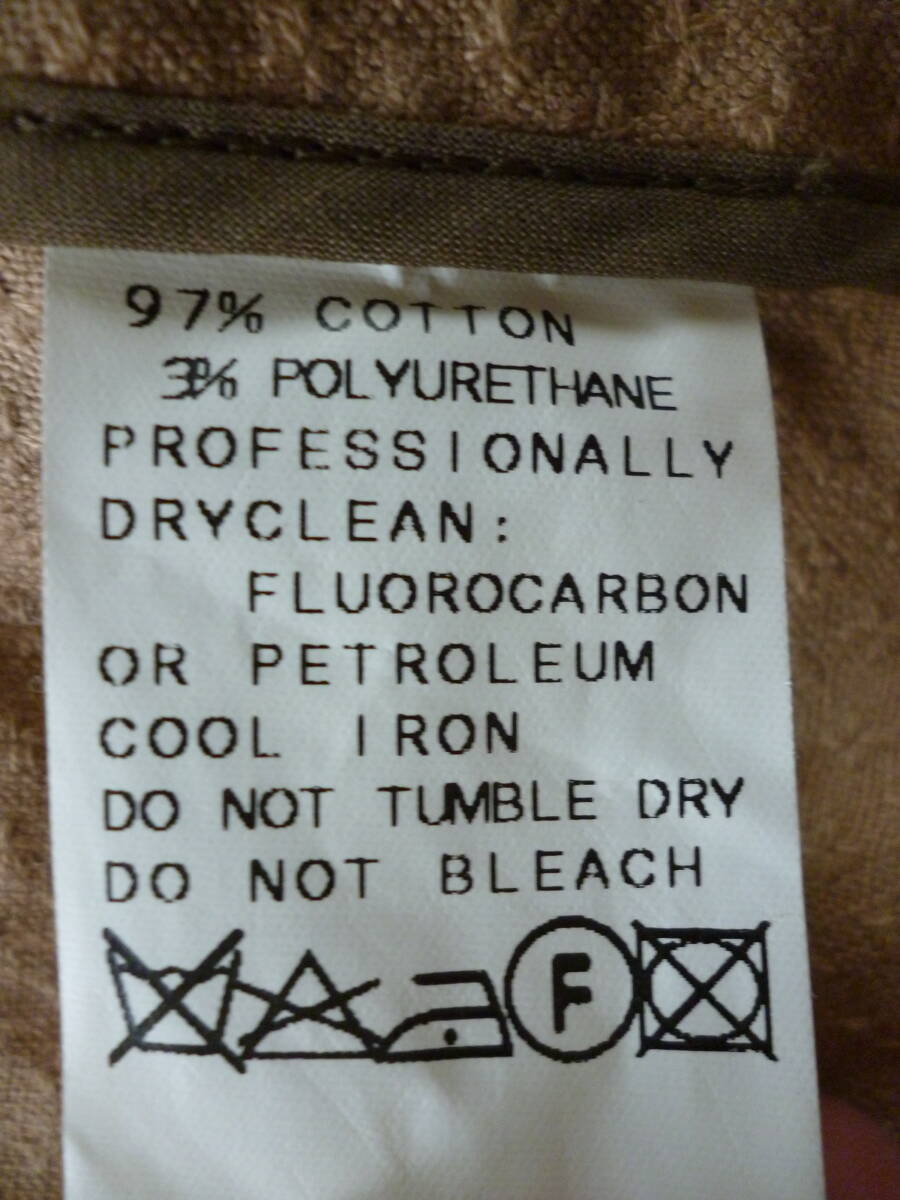 97% COTTON
3% POLYURETHANE
PROFESSIONALLY
DRYCLEAN:
FLUOROCARBON
OR PETROLEUM
COOL IRON
DO NOT TUMBLE DRY
DO NOT BLEACH
F